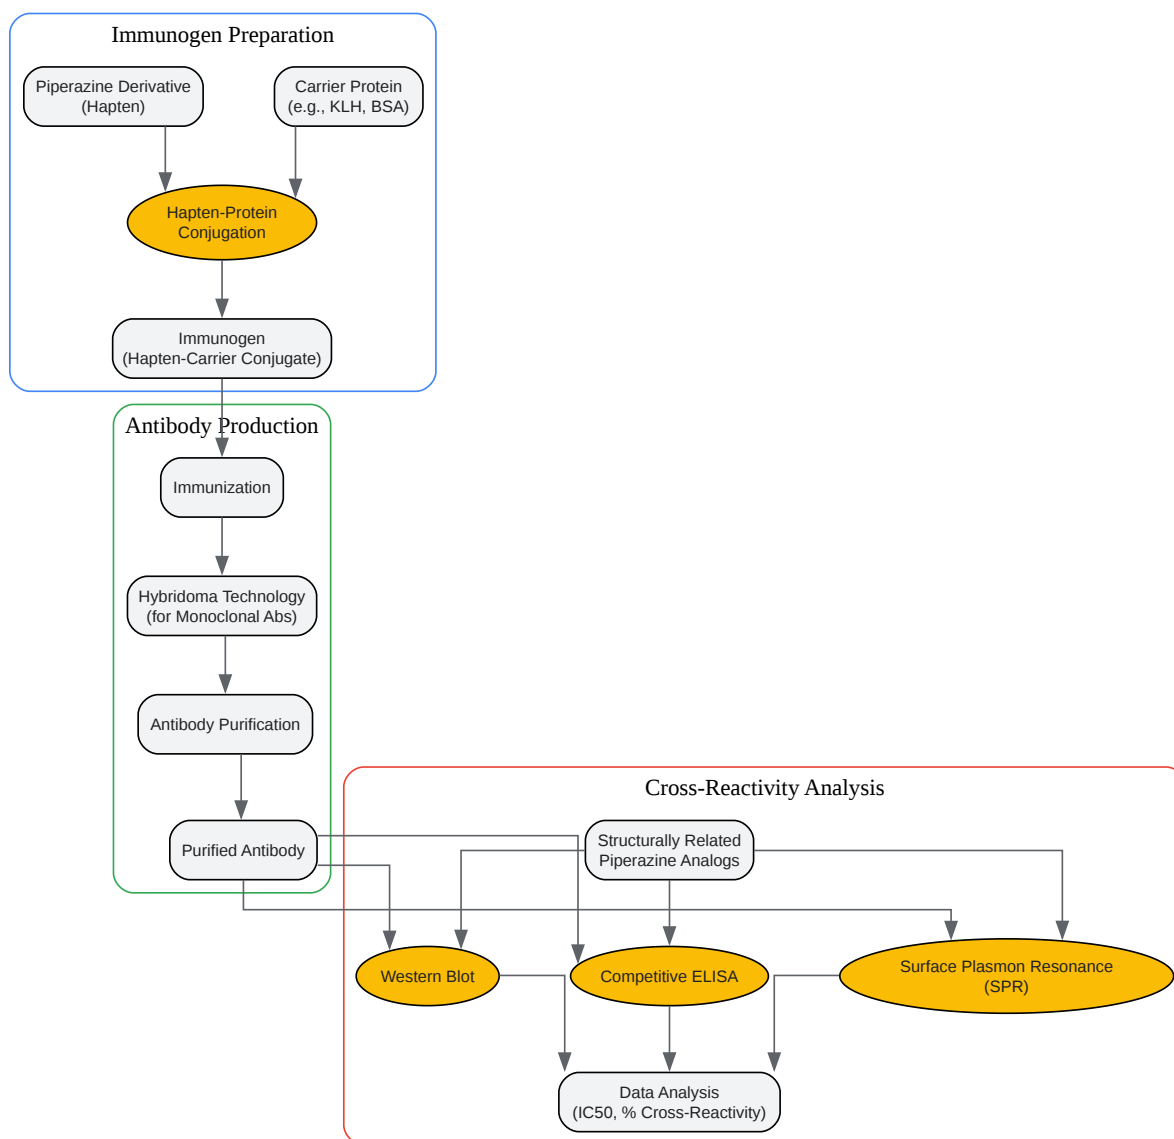 Immunogen Preparation
Piperazine Derivative
(Hapten)
Carrier Protein
(e.g., KLH, BSA)
Hapten-Protein
Conjugation
Immunogen
(Hapten-Carrier Conjugate)
Antibody Production
Immunization
Hybridoma Technology
(for Monoclonal Abs)
Antibody Purification
Purified Antibody
Cross-Reactivity Analysis
Structurally Related
Piperazine Analogs
Western Blot
Competitive ELISA
Surface Plasmon Resonance
(SPR)
Data Analysis
(IC50, % Cross-Reactivity)